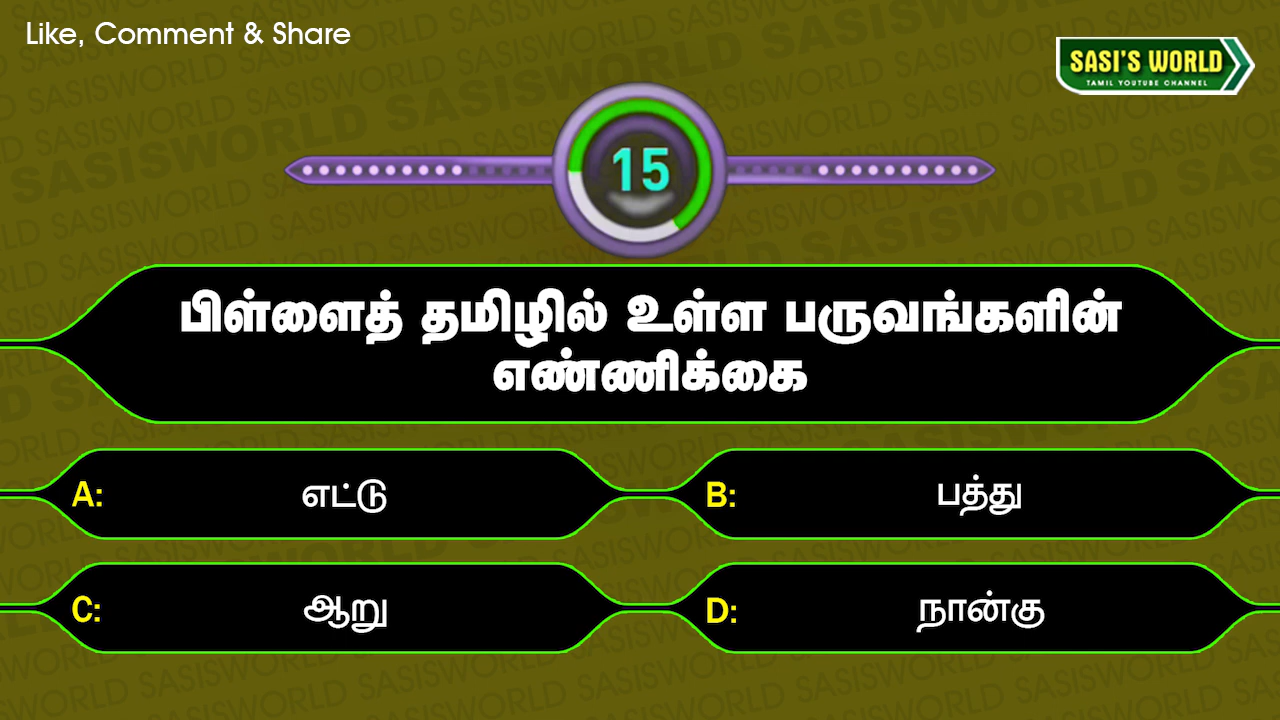 Like, Comment & Share
SASI'S WORLD
TAMIL YOUTUBE CHANNEL
15
பிள்ளைத் தமிழில் உள்ள பருவங்களின்
எண்ணிக்கை
A: எட்டு
B: பத்து
C: ஆறு
D: நான்கு